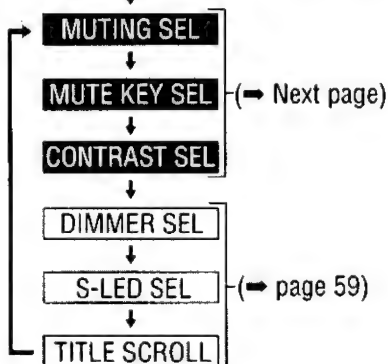 MUTING SEL
MUTE KEY SEL (➡ Next page)
CONTRAST SEL
DIMMER SEL
S-LED SEL (➡ page 59)
TITLE SCROLL